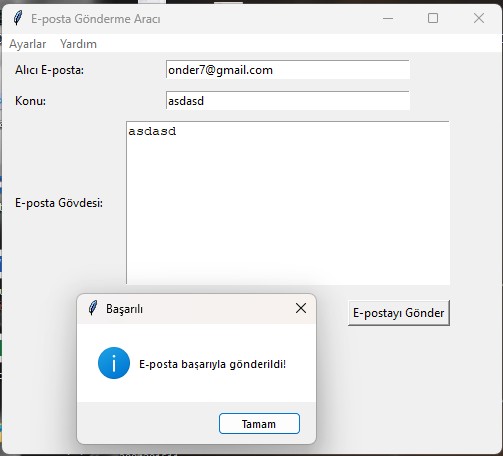 E-posta Gönderme Aracı
Ayarlar Yardım
Alıcı E-posta: onder7@gmail.com
Konu: asdasd
asdasd
E-posta Gövdesi:
E-postayı Gönder
Başarılı
E-posta başarıyla gönderildi!
Tamam